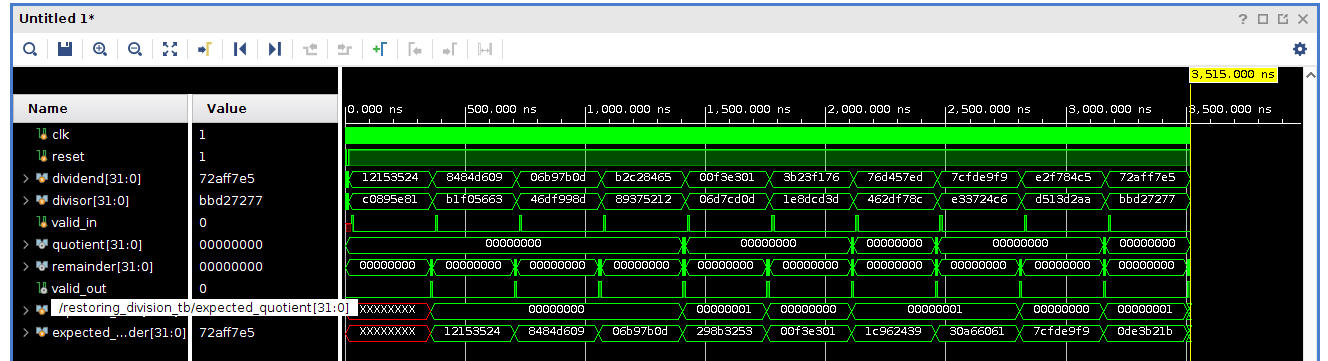 Untitled 1*
3,515.000 ns
Name Value
0.000 ns 500.000 ns 1,000.000 ns 1,500.000 ns 2,000.000 ns 2,500.000 ns 3,000.000 ns 3,500.000 ns
clk 1
reset 1
dividend[31:0] 72aff7e5 12153524 8484d609 06b97b0d b2c28465 00f3e301 3b23f176 76d457ed 7cfde9f9 e2f784c5 72aff7e5
divisor[31:0] bbd27277 c0895e81 b1f05663 46df998d 89375212 06d7cd0d 1e8dcd3d 462df78c e33724c6 d513d2aa bbd27277
valid_in 0
quotient[31:0] 00000000 00000000 00000000 00000000 00000000 00000000
remainder[31:0] 00000000 00000000 00000000 00000000 00000000 00000000 00000000 00000000 00000000 00000000 00000000
valid_out 0
/restoring_division_tb/expected_quotient[31:0] XXXXXXXX 00000000 00000001 00000000 00000001 00000000 00000001
expected_...der[31:0] 72aff7e5 XXXXXXXX 12153524 8484d609 06b97b0d 298b3253 00f3e301 1c962439 30a66061 7cfde9f9 0de3b21b